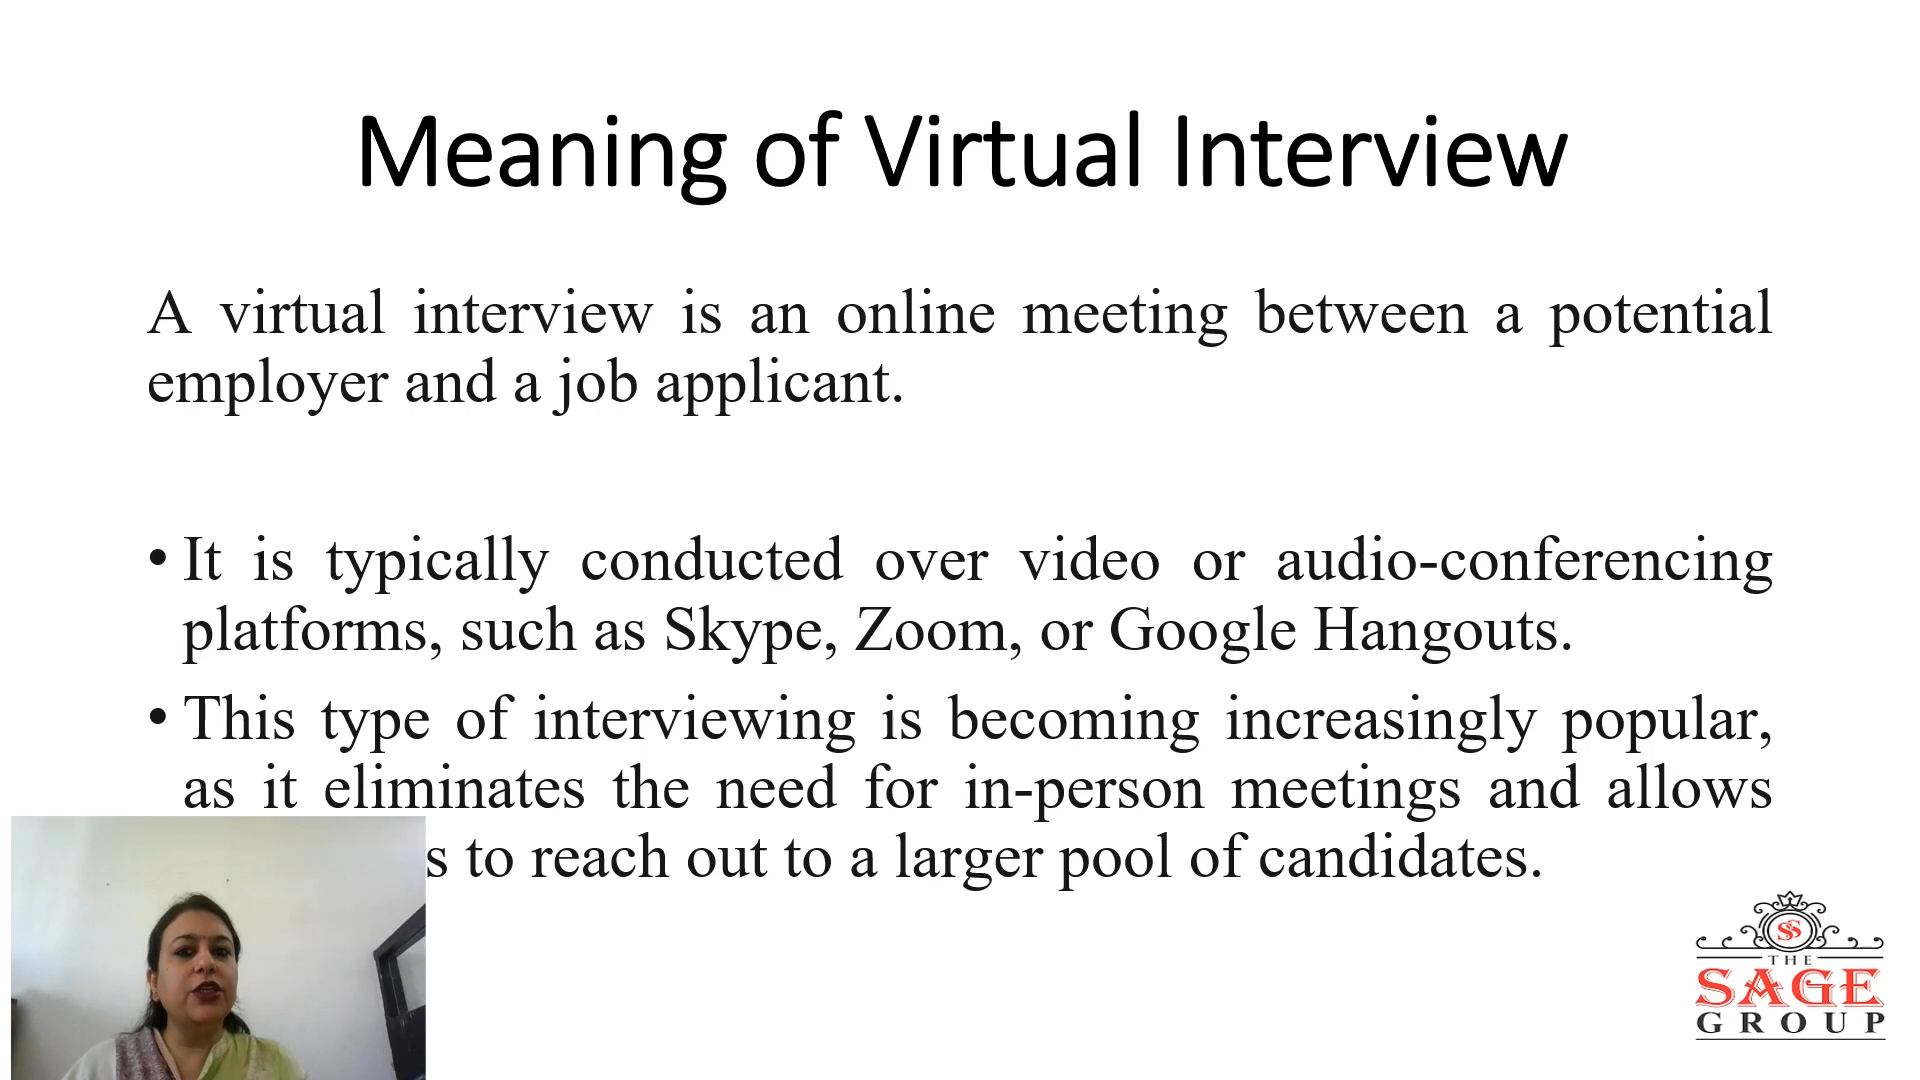 Meaning of Virtual Interview
A virtual interview is an online meeting between a potential
employer and a job applicant.
• It is typically conducted over video or audio-conferencing
platforms, such as Skype, Zoom, or Google Hangouts.
• This type of interviewing is becoming increasingly popular,
as it eliminates the need for in-person meetings and allows
to reach out to a larger pool of candidates.
SS
THE
SAGE
GROUP